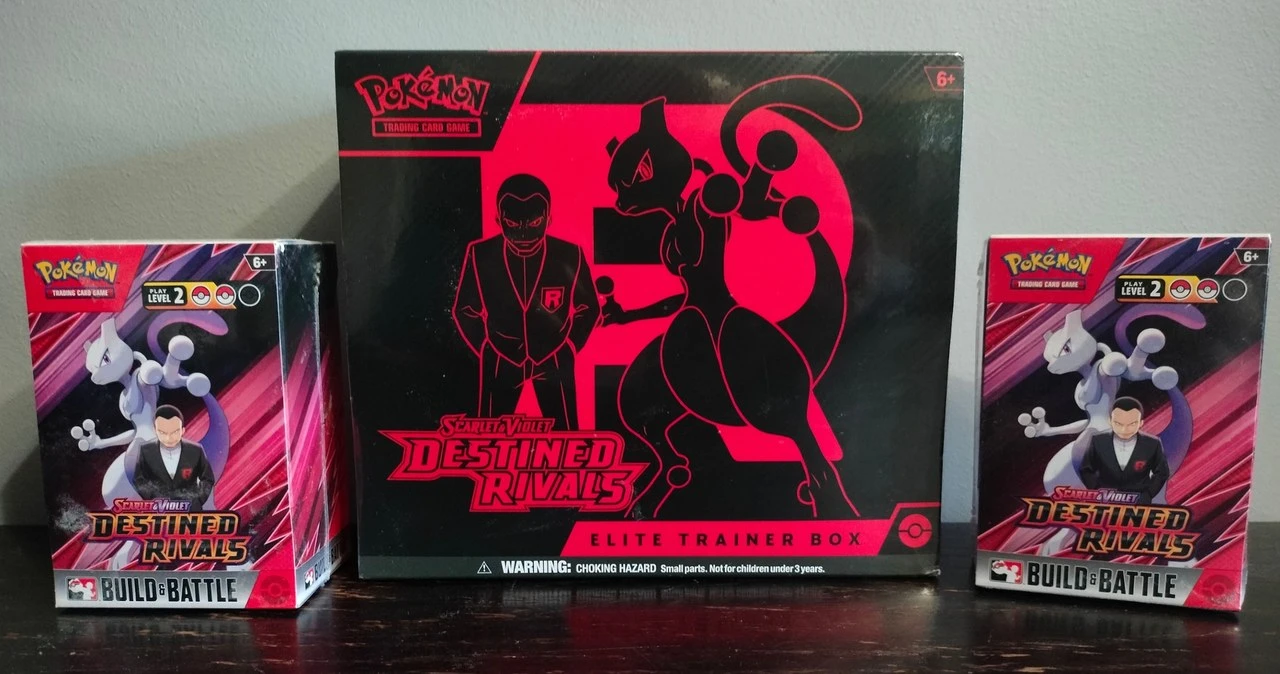 POKéMON
TRADING CARD GAME
6+
PLAY
LEVEL 2
R
SCARLET & VIOLET
DESTINED
RIVALS
BUILD & BATTLE
POKéMON
TRADING CARD GAME
6+
R
SCARLET & VIOLET
DESTINED
RIVALS
ELITE TRAINER BOX
WARNING: CHOKING HAZARD Small parts. Not for children under 3 years.
POKéMON
TRADING CARD GAME
6+
PLAY
LEVEL 2
R
SCARLET & VIOLET
DESTINED
RIVALS
BUILD & BATTLE